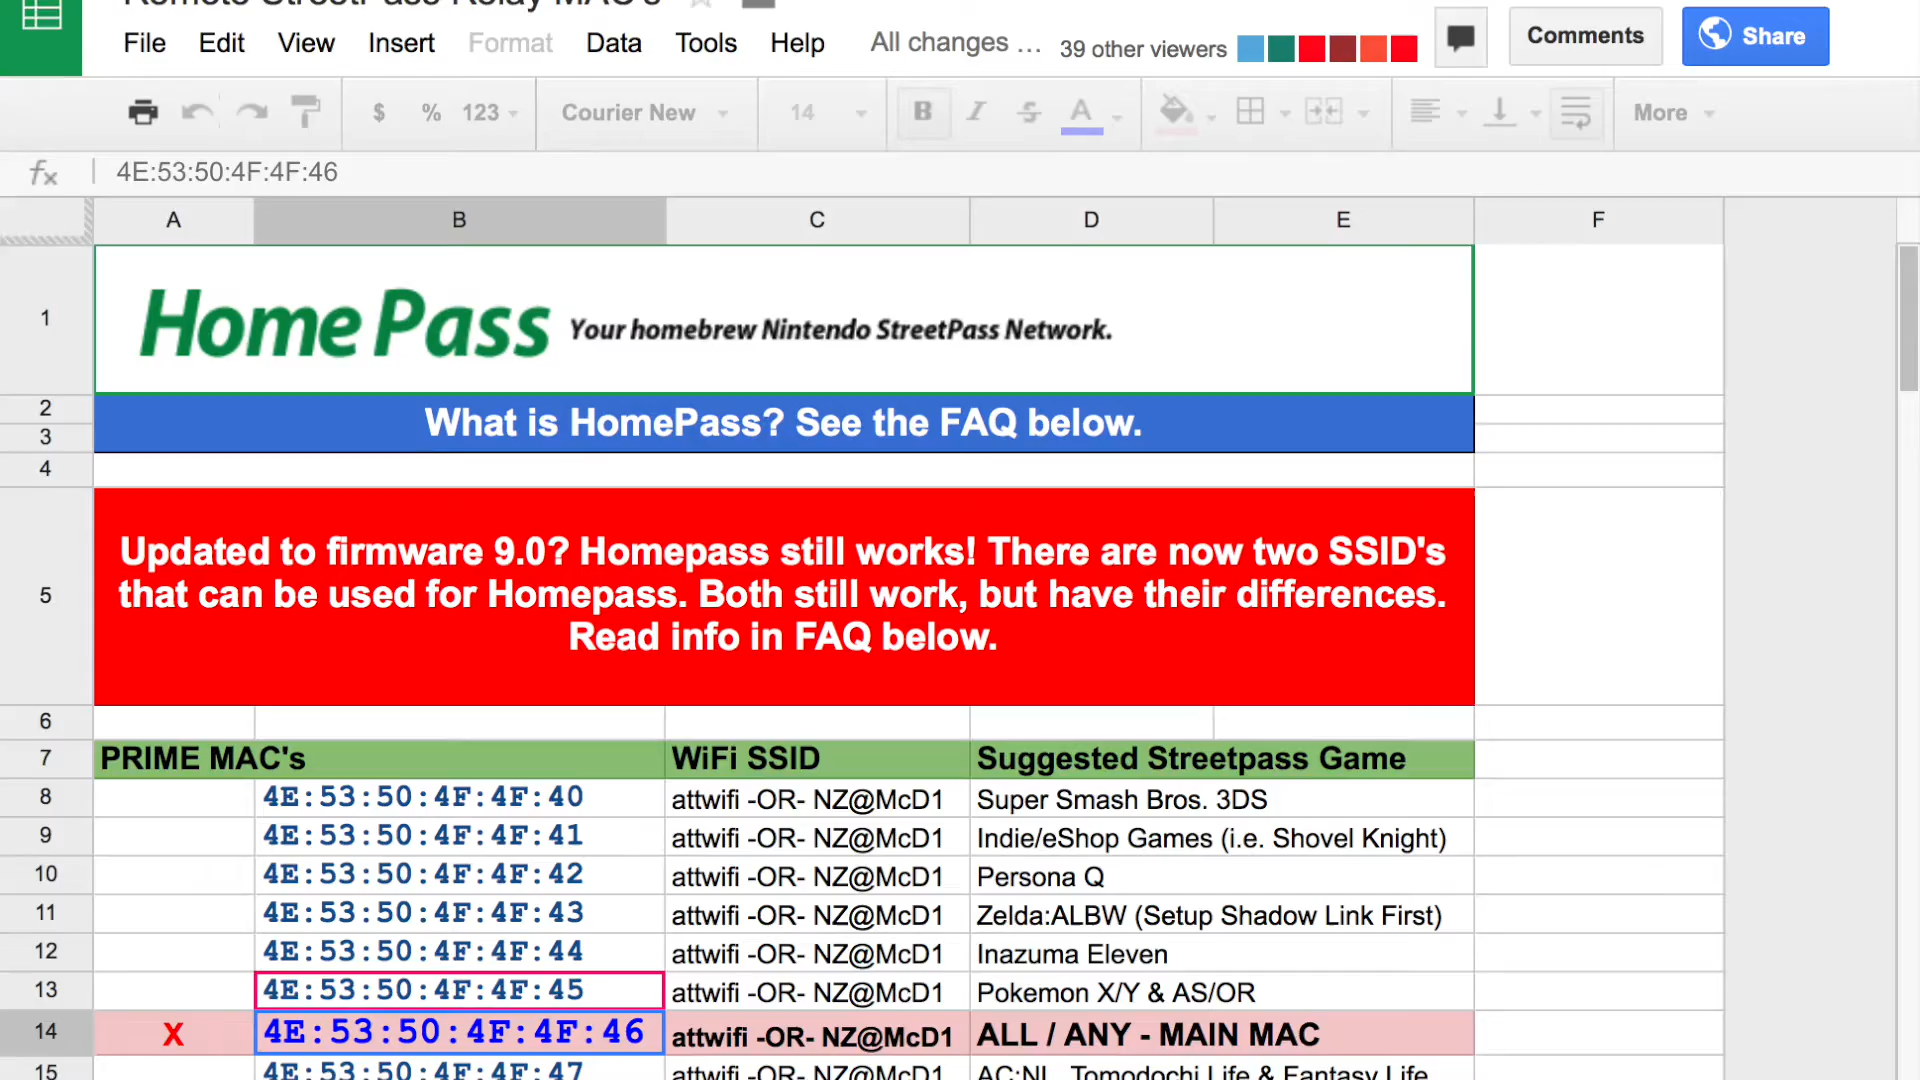 Remote StreetPass Relay MAC's
File Edit View Insert Format Data Tools Help All changes ... 39 other viewers Comments Share
$ % 123 Courier New 14 B I S A More
fx 4E:53:50:4F:4F:46
A B C D E F
1 Home Pass Your homebrew Nintendo StreetPass Network.
2
What is HomePass? See the FAQ below.
3
4
Updated to firmware 9.0? Homepass still works! There are now two SSID's
5 that can be used for Homepass. Both still work, but have their differences.
Read info in FAQ below.
6
7 PRIME MAC's WiFi SSID Suggested Streetpass Game
8 4E:53:50:4F:4F:40 attwifi -OR- NZ@McD1 Super Smash Bros. 3DS
9 4E:53:50:4F:4F:41 attwifi -OR- NZ@McD1 Indie/eShop Games (i.e. Shovel Knight)
10 4E:53:50:4F:4F:42 attwifi -OR- NZ@McD1 Persona Q
11 4E:53:50:4F:4F:43 attwifi -OR- NZ@McD1 Zelda:ALBW (Setup Shadow Link First)
12 4E:53:50:4F:4F:44 attwifi -OR- NZ@McD1 Inazuma Eleven
13 4E:53:50:4F:4F:45 attwifi -OR- NZ@McD1 Pokemon X/Y & AS/OR
14 X 4E:53:50:4F:4F:46 attwifi -OR- NZ@McD1 ALL / ANY - MAIN MAC
15 4E:53:50:4F:4F:47 attwifi -OR- NZ@McD1 AC:NL, Tomodochi Life & Fantasy Life